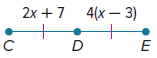 2x + 7 4(x − 3)
C D E